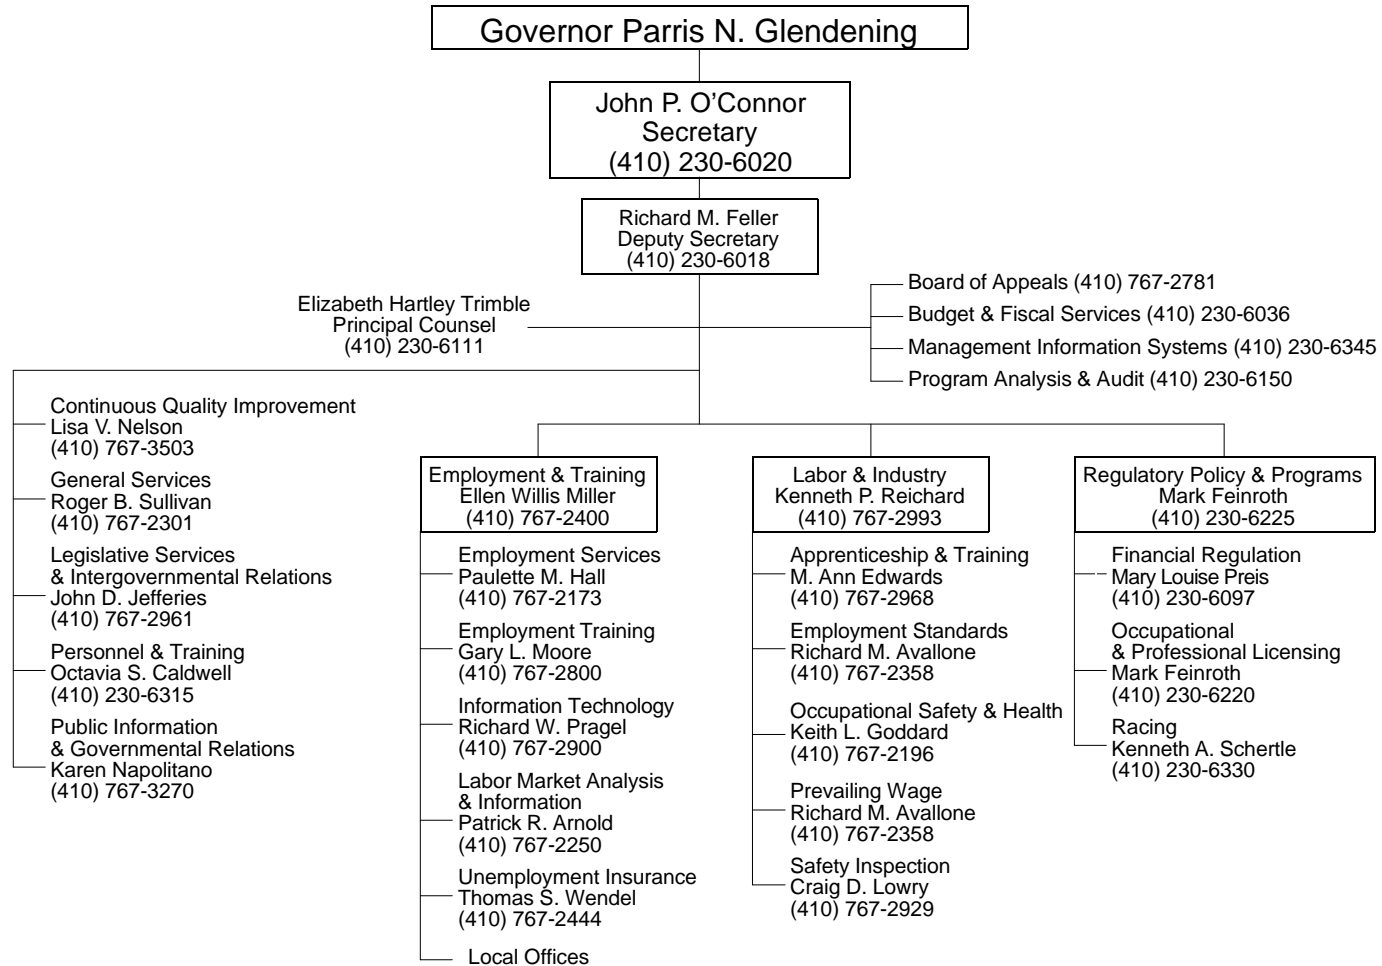 Governor Parris N. Glendening
John P. O'Connor
Secretary
(410) 230-6020
Richard M. Feller
Deputy Secretary
(410) 230-6018
Elizabeth Hartley Trimble
Principal Counsel
(410) 230-6111
Board of Appeals (410) 767-2781
Budget & Fiscal Services (410) 230-6036
Management Information Systems (410) 230-6345
Program Analysis & Audit (410) 230-6150
Continuous Quality Improvement
Lisa V. Nelson
(410) 767-3503
General Services
Roger B. Sullivan
(410) 767-2301
Legislative Services
& Intergovernmental Relations
John D. Jefferies
(410) 767-2961
Personnel & Training
Octavia S. Caldwell
(410) 230-6315
Public Information
& Governmental Relations
Karen Napolitano
(410) 767-3270
Employment & Training
Ellen Willis Miller
(410) 767-2400
Employment Services
Paulette M. Hall
(410) 767-2173
Employment Training
Gary L. Moore
(410) 767-2800
Information Technology
Richard W. Pragel
(410) 767-2900
Labor Market Analysis
& Information
Patrick R. Arnold
(410) 767-2250
Unemployment Insurance
Thomas S. Wendel
(410) 767-2444
Local Offices
Labor & Industry
Kenneth P. Reichard
(410) 767-2993
Apprenticeship & Training
M. Ann Edwards
(410) 767-2968
Employment Standards
Richard M. Avallone
(410) 767-2358
Occupational Safety & Health
Keith L. Goddard
(410) 767-2196
Prevailing Wage
Richard M. Avallone
(410) 767-2358
Safety Inspection
Craig D. Lowry
(410) 767-2929
Regulatory Policy & Programs
Mark Feinroth
(410) 230-6225
Financial Regulation
Mary Louise Preis
(410) 230-6097
Occupational
& Professional Licensing
Mark Feinroth
(410) 230-6220
Racing
Kenneth A. Schertle
(410) 230-6330